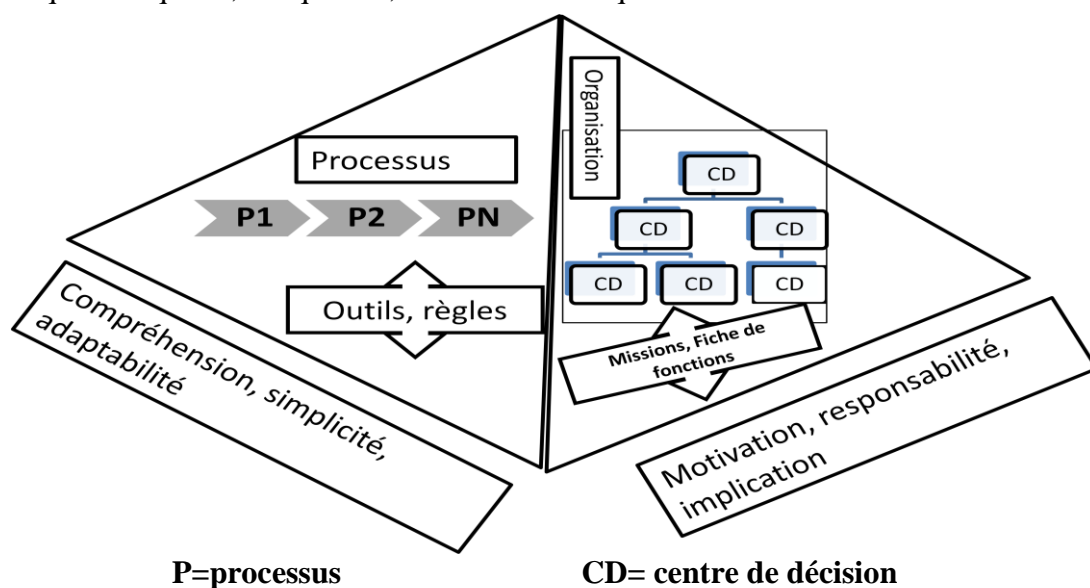 Organisation
Processus
P1 P2 PN
CD
CD CD
CD CD CD
Outils, règles
Missions, Fiche de
fonctions
Compréhension, simplicité,
adaptabilité
Motivation, responsabilité,
implication
P=processus CD= centre de décision